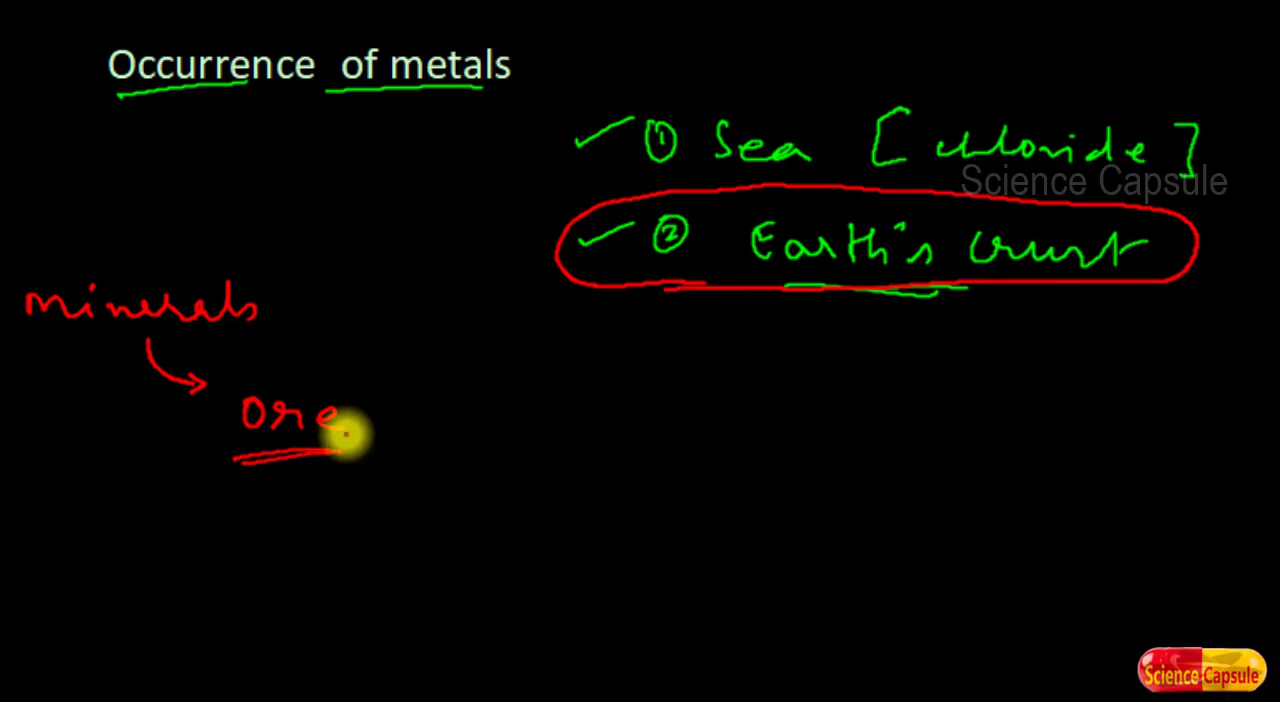 Occurrence of metals
① Sea [chloride]
Science Capsule
② Earth's crust
minerals
ore
Science Capsule